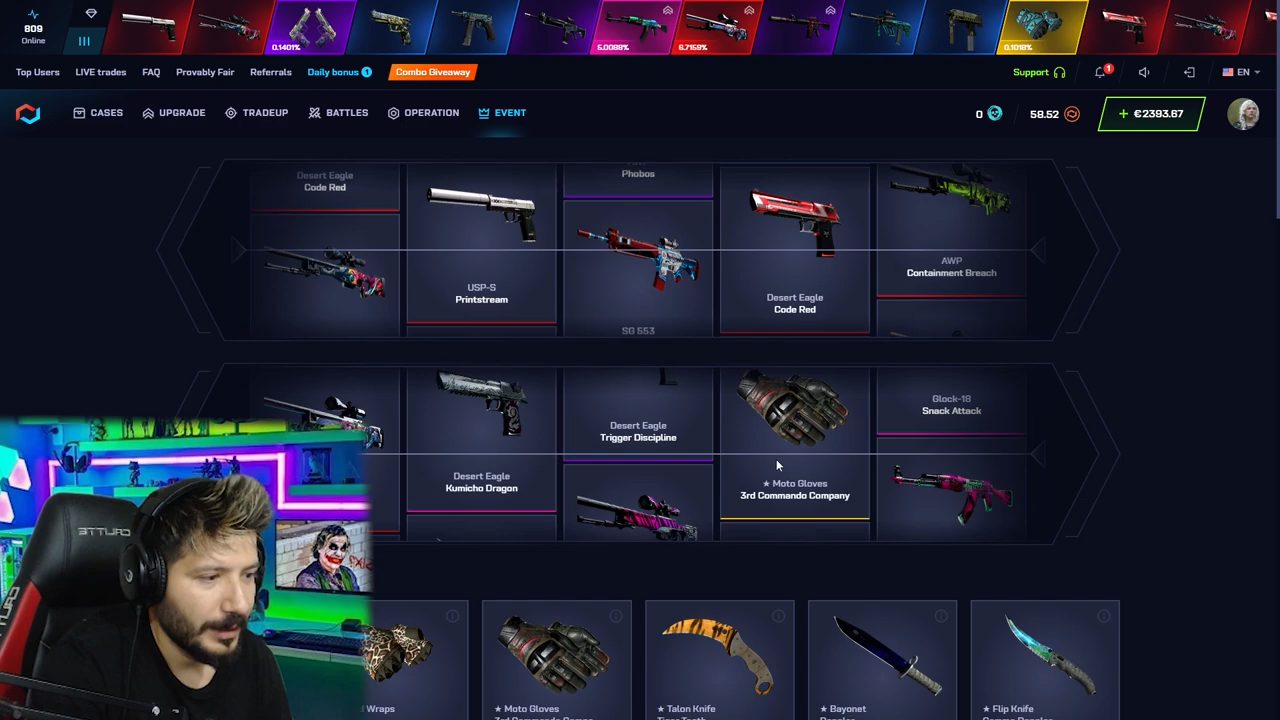 809
Online
0.1401%
5.0088%
6.7159%
0.1018%
Top Users
LIVE trades
FAQ
Provably Fair
Referrals
Daily bonus 1
Combo Giveaway
Support
1
EN
CASES
UPGRADE
TRADEUP
BATTLES
OPERATION
EVENT
0
58.52
+ €2393.67
Desert Eagle
Code Red
USP-S
Printstream
Phobos
SG 553
Desert Eagle
Code Red
AWP
Containment Breach
Desert Eagle
Kumicho Dragon
Desert Eagle
Trigger Discipline
★ Moto Gloves
3rd Commando Company
Glock-18
Snack Attack
Wraps
★ Moto Gloves
★ Talon Knife
★ Bayonet
★ Flip Knife